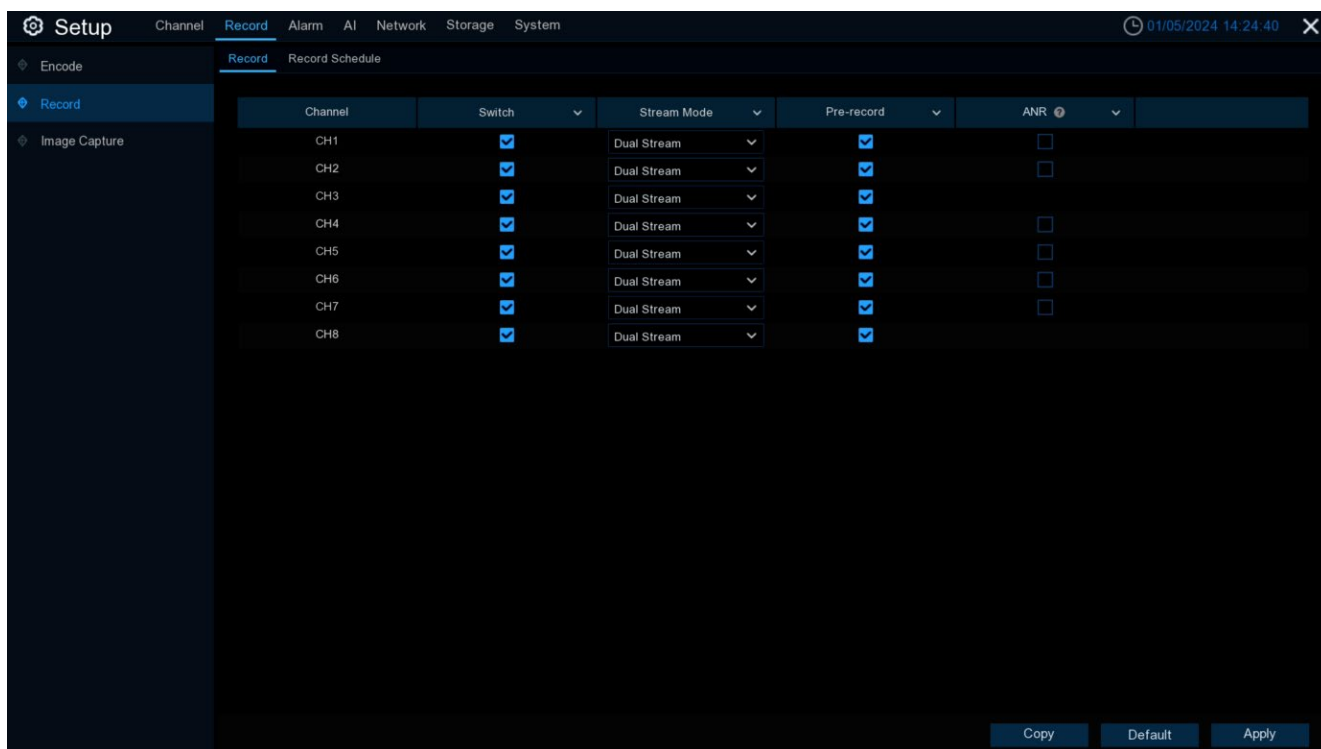 Setup Channel Record Alarm AI Network Storage System 01/05/2024 14:24:40
Encode
Record
Image Capture
Record Record Schedule
Channel Switch Stream Mode Pre-record ANR ?
CH1 Dual Stream
CH2 Dual Stream
CH3 Dual Stream
CH4 Dual Stream
CH5 Dual Stream
CH6 Dual Stream
CH7 Dual Stream
CH8 Dual Stream
Copy Default Apply